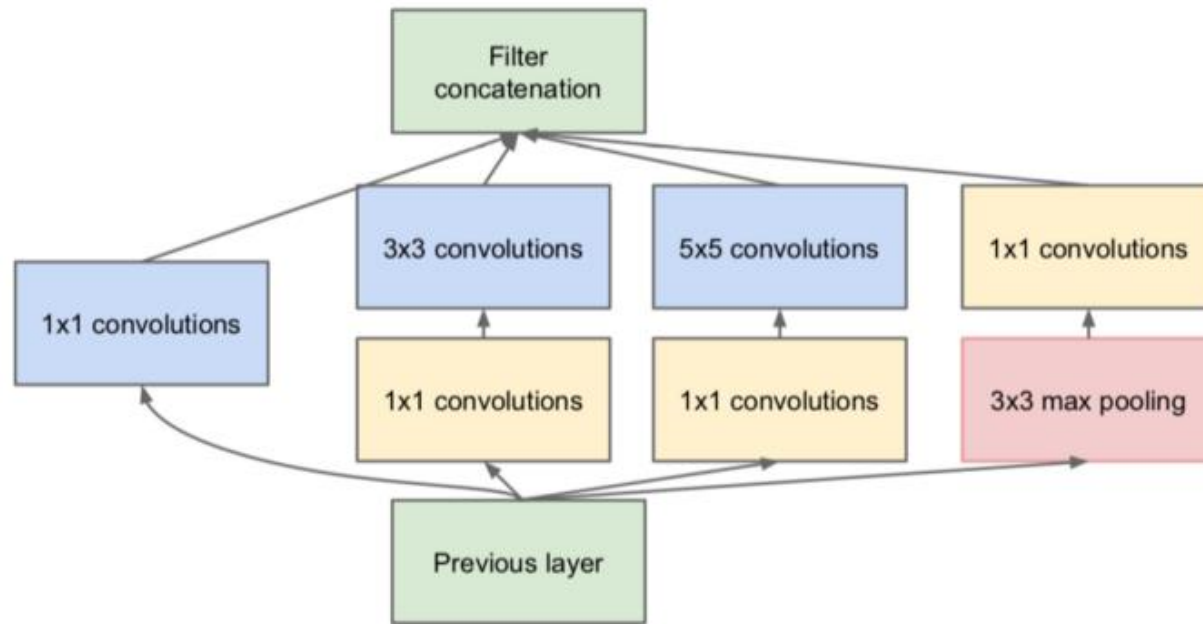 Filter
concatenation
3x3 convolutions
5x5 convolutions
1x1 convolutions
1x1 convolutions
1x1 convolutions
1x1 convolutions
3x3 max pooling
Previous layer